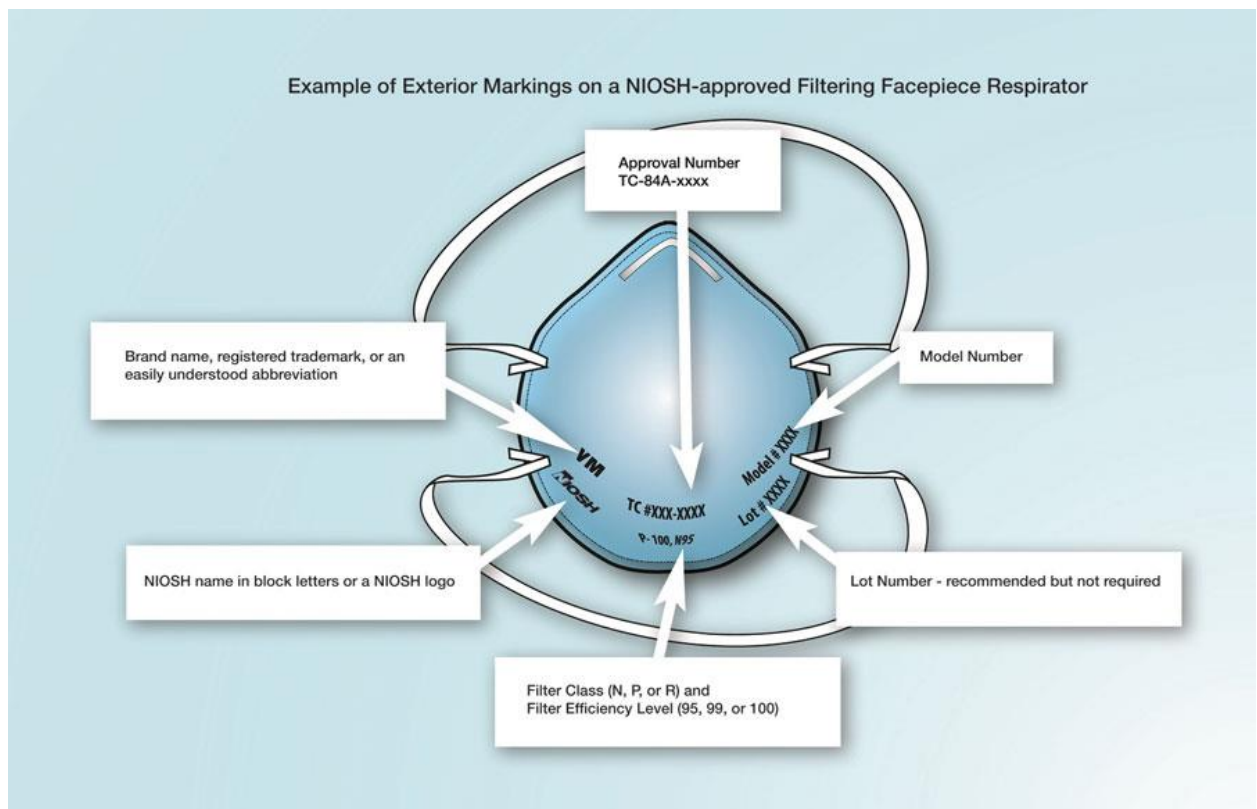 Example of Exterior Markings on a NIOSH-approved Filtering Facepiece Respirator
Approval Number
TC-84A-xxxx
Brand name, registered trademark, or an
easily understood abbreviation
Model Number
VM
NIOSH
TC #XXX-XXXX
P-100, N95
Model # XXXX
Lot # XXXX
NIOSH name in block letters or a NIOSH logo
Lot Number - recommended but not required
Filter Class (N, P, or R) and
Filter Efficiency Level (95, 99, or 100)